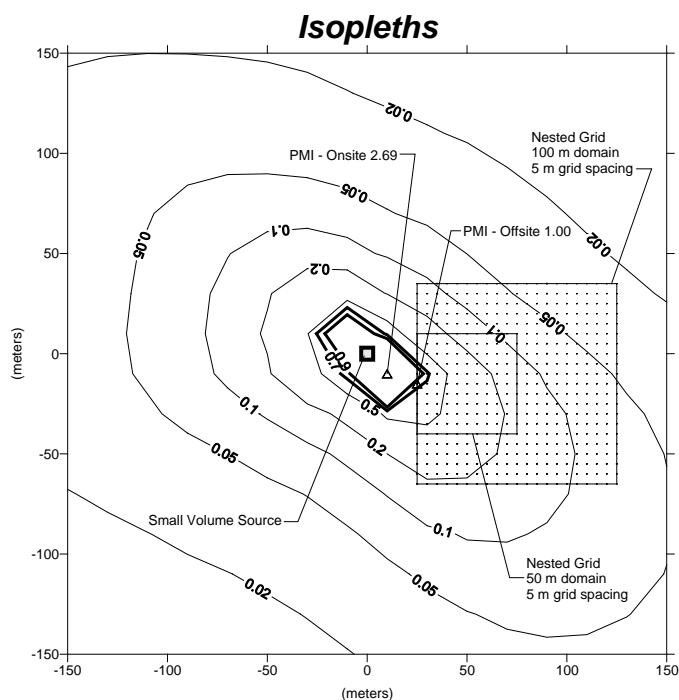 Isopleths
150
100
50
0
-50
-100
-150
(meters)
-150
-100
-50
0
50
100
150
(meters)
PMI - Onsite 2.69
PMI - Offsite 1.00
Nested Grid
100 m domain
5 m grid spacing
Small Volume Source
Nested Grid
50 m domain
5 m grid spacing
0.02
0.02
0.05
0.05
0.1
0.2
0.1
0.05
0.7
0.9
0.5
0.2
0.1
0.1
0.05
0.05
0.02